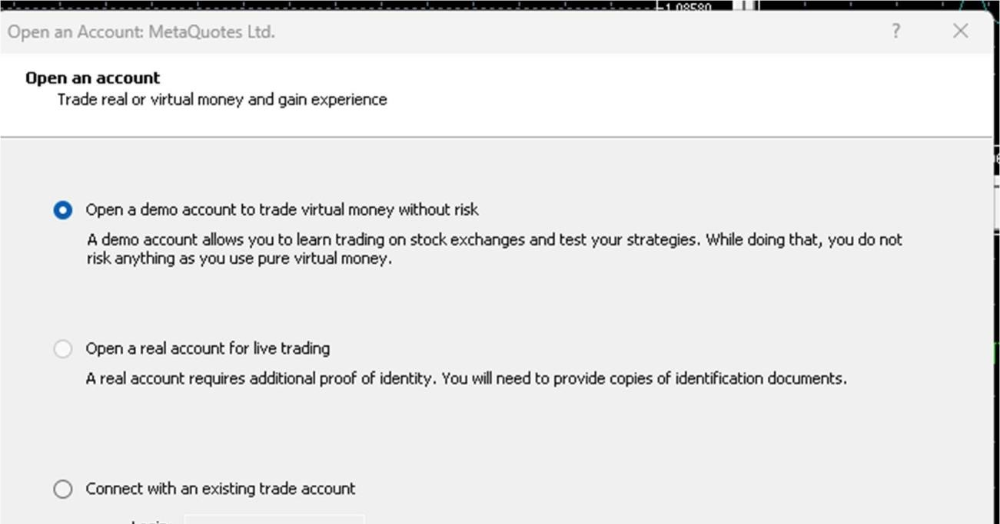 1.08580
Open an Account: MetaQuotes Ltd.
?
Open an account
Trade real or virtual money and gain experience
Open a demo account to trade virtual money without risk
A demo account allows you to learn trading on stock exchanges and test your strategies. While doing that, you do not
risk anything as you use pure virtual money.
Open a real account for live trading
A real account requires additional proof of identity. You will need to provide copies of identification documents.
Connect with an existing trade account